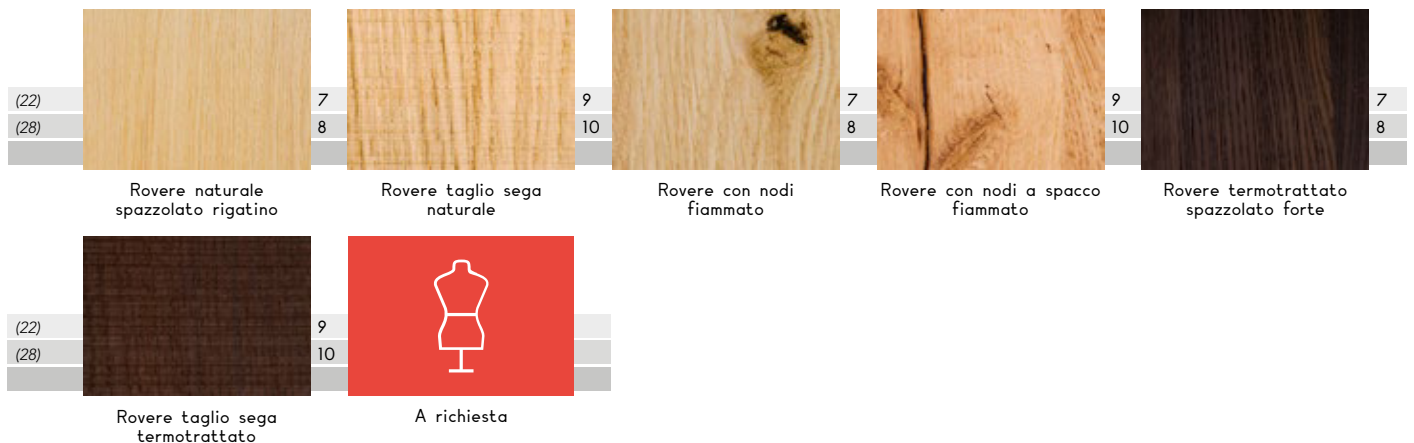 (22) 7 9 7 9 7
(28) 8 10 8 10 8
Rovere naturale
spazzolato rigatino
Rovere taglio sega
naturale
Rovere con nodi
fiammato
Rovere con nodi a spacco
fiammato
Rovere termotrattato
spazzolato forte
(22) 9
(28) 10
Rovere taglio sega
termotrattato
A richiesta